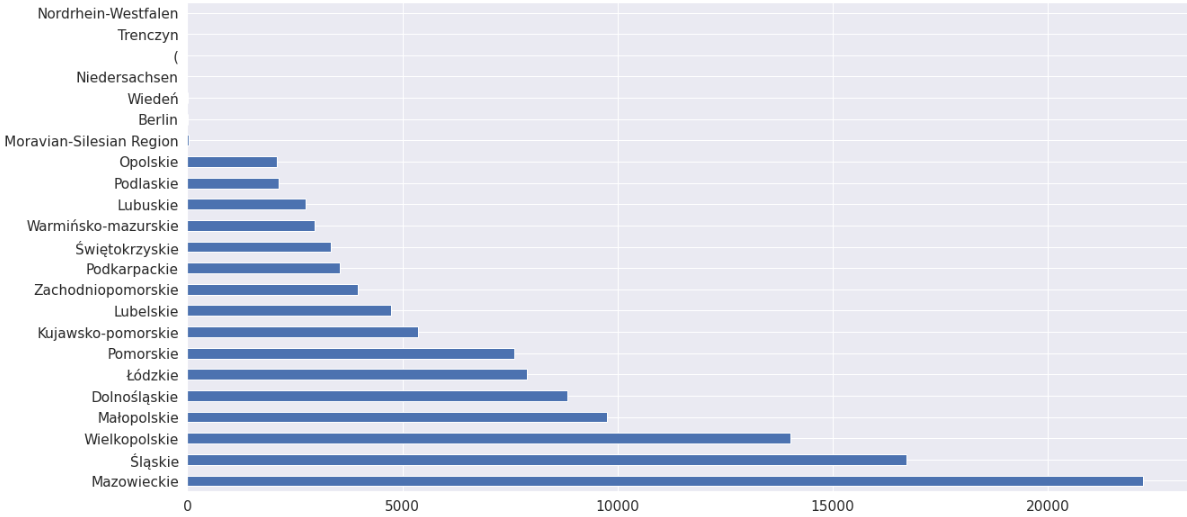 Nordrhein-Westfalen
Trenczyn
(
Niedersachsen
Wiedeń
Berlin
Moravian-Silesian Region
Opolskie
Podlaskie
Lubuskie
Warmińsko-mazurskie
Świętokrzyskie
Podkarpackie
Zachodniopomorskie
Lubelskie
Kujawsko-pomorskie
Pomorskie
Łódzkie
Dolnośląskie
Małopolskie
Wielkopolskie
Śląskie
Mazowieckie
0 5000 10000 15000 20000